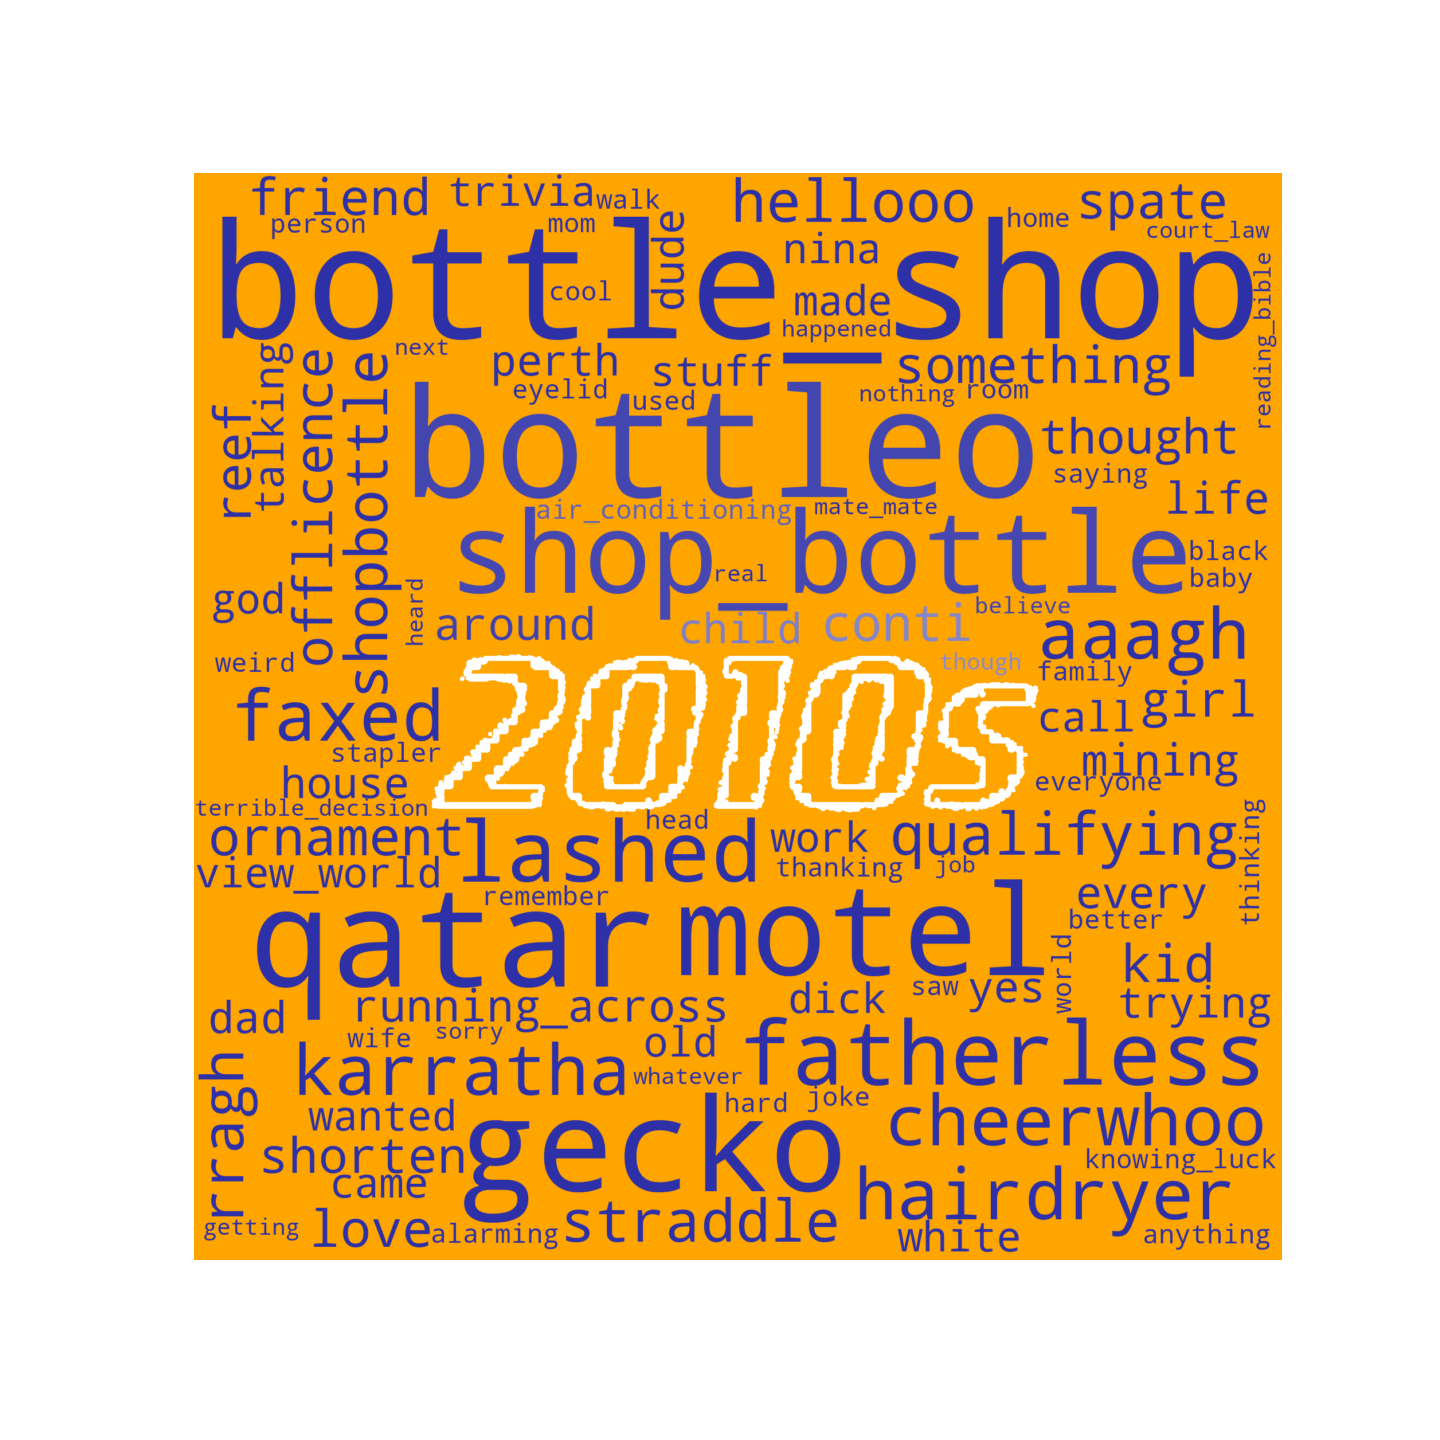 friend trivia walk hellooo spate
person mom dude nina home court_law
bottle_shop
cool made reading_bible
happened
talking offlicence shopbottle next perth stuff something
eyelid used nothing room
reef bottleo thought
saying
air_conditioning mate_mate life
shop_bottle black
real baby
god heard around child conti believe aaagh
weird though family
2010s
faxed call girl
stapler mining
house everyone
terrible_decision
ornament lashed head work qualifying thinking
view_world thanking job
remember every
qatar motel better
world kid
running_across dick saw yes trying
dad wife sorry old fatherless
rragh karratha whatever
wanted hard joke cheerwhoo
shorten gecko knowing_luck
came hairdryer
getting love alarming straddle white anything